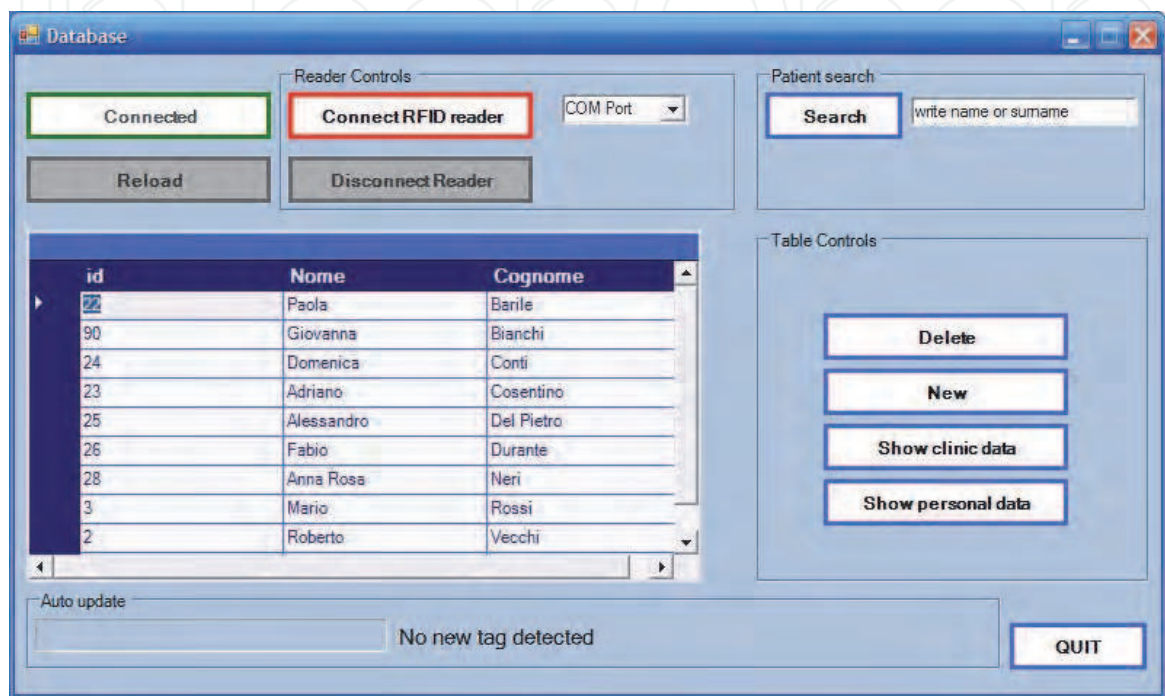 Database
Reader Controls
Patient search
Connected
Connect RFID reader
COM Port
Search
write name or surname
Reload
Disconnect Reader
Table Controls
id Nome Cognome
22 Paola Barile
90 Giovanna Bianchi
24 Domenica Conti
23 Adriano Cosentino
25 Alessandro Del Pietro
26 Fabio Durante
28 Anna Rosa Neri
3 Mario Rossi
2 Roberto Vecchi
Delete
New
Show clinic data
Show personal data
Auto update
No new tag detected
QUIT